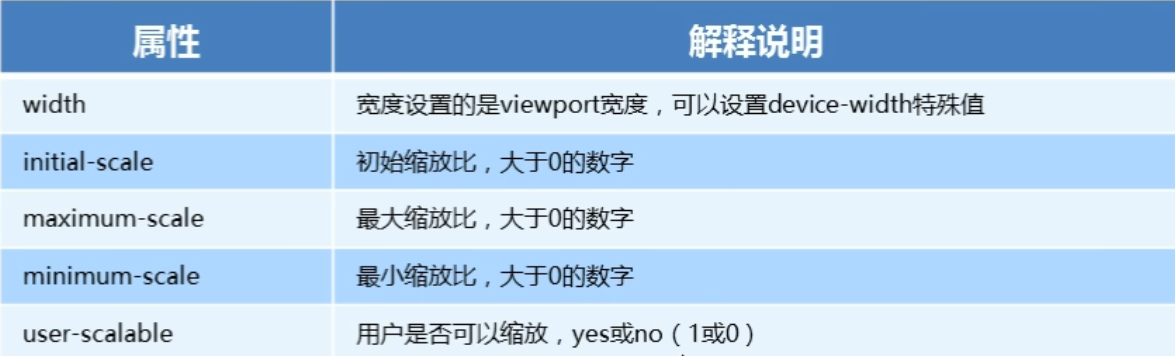 属性 解释说明
width 宽度设置的是viewport宽度，可以设置device-width特殊值
initial-scale 初始缩放比，大于0的数字
maximum-scale 最大缩放比，大于0的数字
minimum-scale 最小缩放比，大于0的数字
user-scalable 用户是否可以缩放，yes或no（1或0）